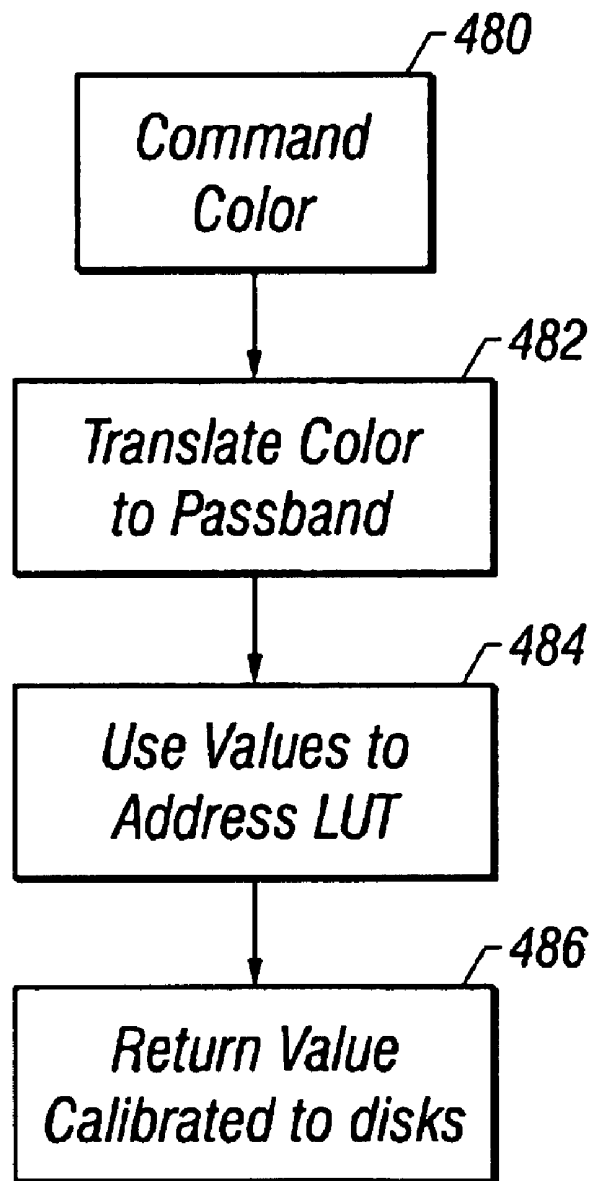 480
Command
Color
482
Translate Color
to Passband
484
Use Values to
Address LUT
486
Return Value
Calibrated to disks